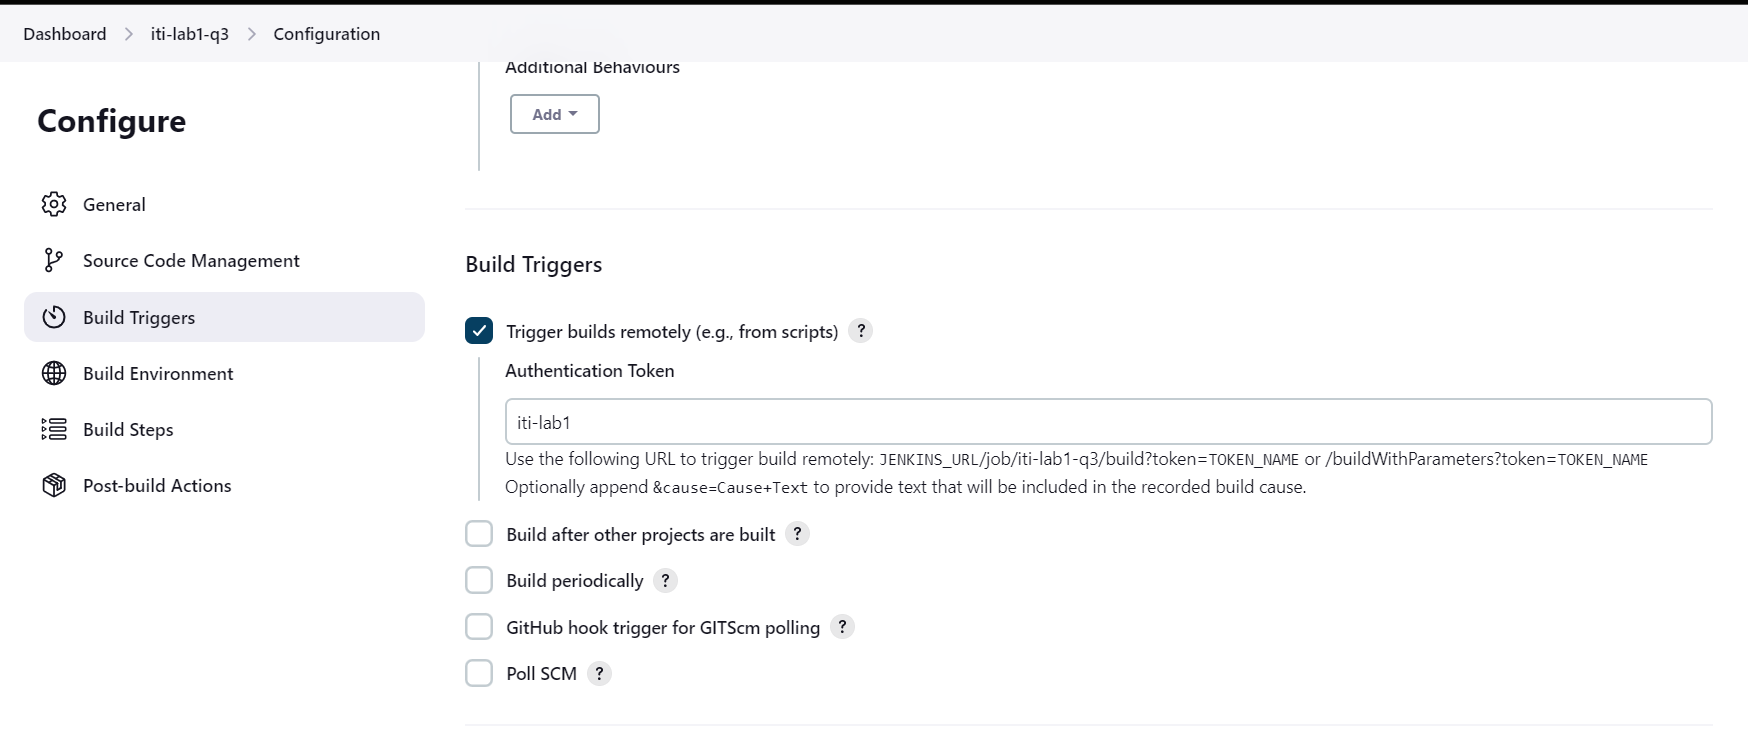 Dashboard > iti-lab1-q3 > Configuration
Configure
General
Source Code Management
Build Triggers
Build Environment
Build Steps
Post-build Actions
Additional Behaviours
Add
Build Triggers
Trigger builds remotely (e.g., from scripts) ?
Authentication Token
iti-lab1
Use the following URL to trigger build remotely: JENKINS_URL/job/iti-lab1-q3/build?token=TOKEN_NAME or /buildWithParameters?token=TOKEN_NAME
Optionally append &cause=Cause+Text to provide text that will be included in the recorded build cause.
Build after other projects are built ?
Build periodically ?
GitHub hook trigger for GITScm polling ?
Poll SCM ?